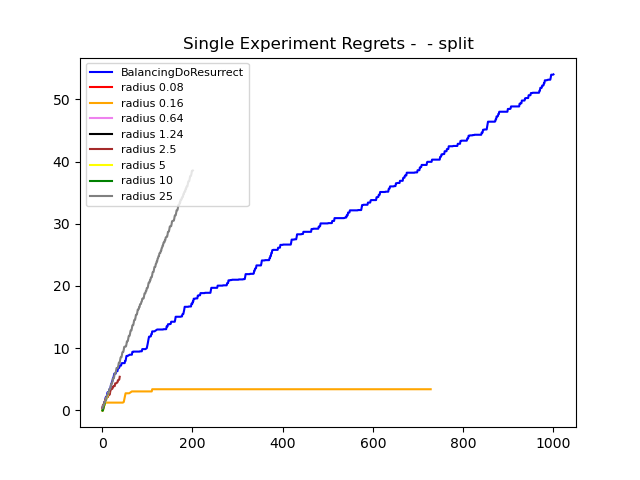 Single Experiment Regrets -  - split
BalancingDoResurrect
radius 0.08
radius 0.16
radius 0.64
radius 1.24
radius 2.5
radius 5
radius 10
radius 25
50
40
30
20
10
0
0 200 400 600 800 1000